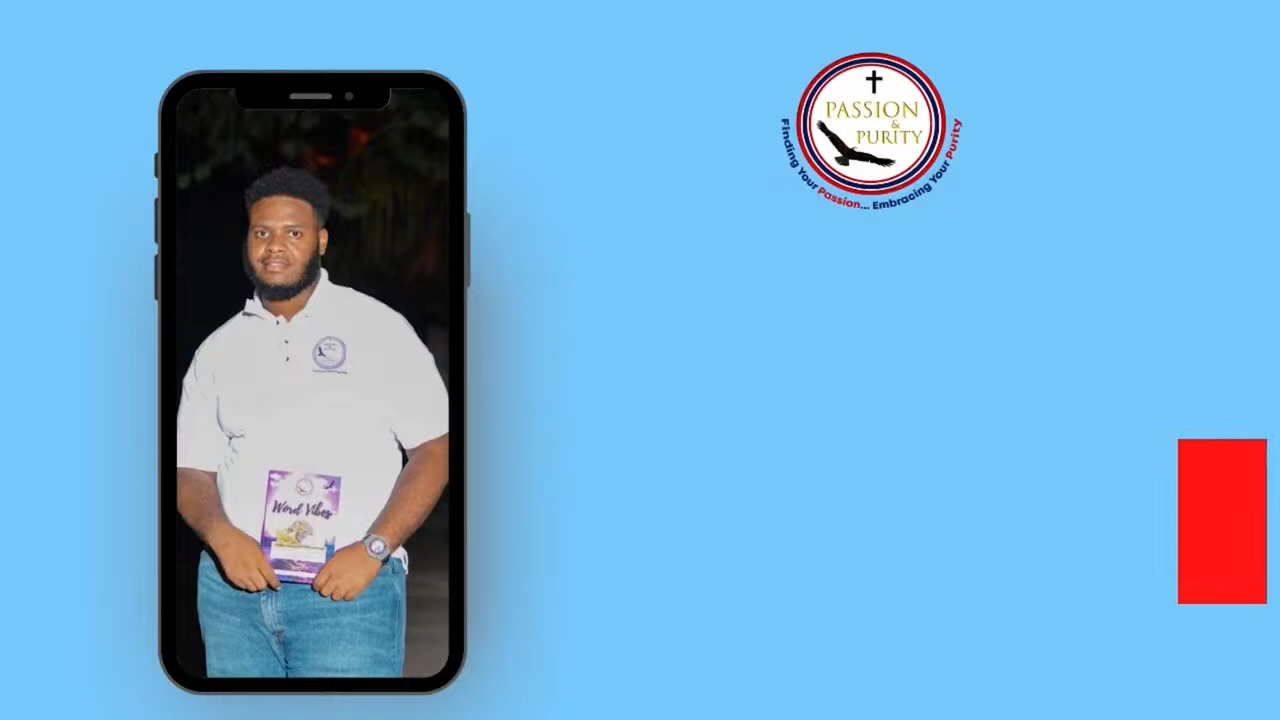 PASSION
&
PURITY
Finding Your Passion... Embracing Your Purity
Word Vibes